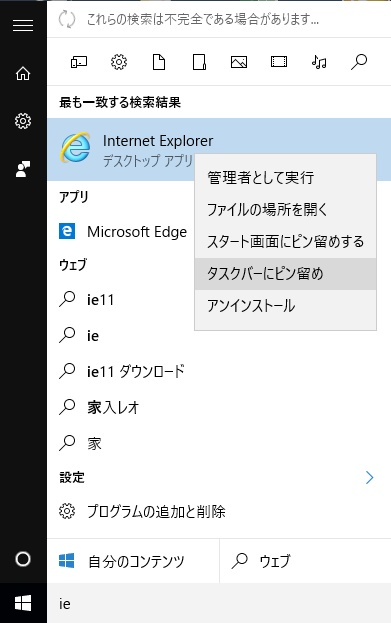 これらの検索は不完全である場合があります...
最も一致する検索結果
Internet Explorer
デスクトップ アプリ
管理者として実行
ファイルの場所を開く
スタート画面にピン留めする
タスクバーにピン留め
アンインストール
アプリ
Microsoft Edge
ウェブ
ie11
ie
ie11 ダウンロード
家入レオ
家
設定
プログラムの追加と削除
自分のコンテンツ
ウェブ
ie